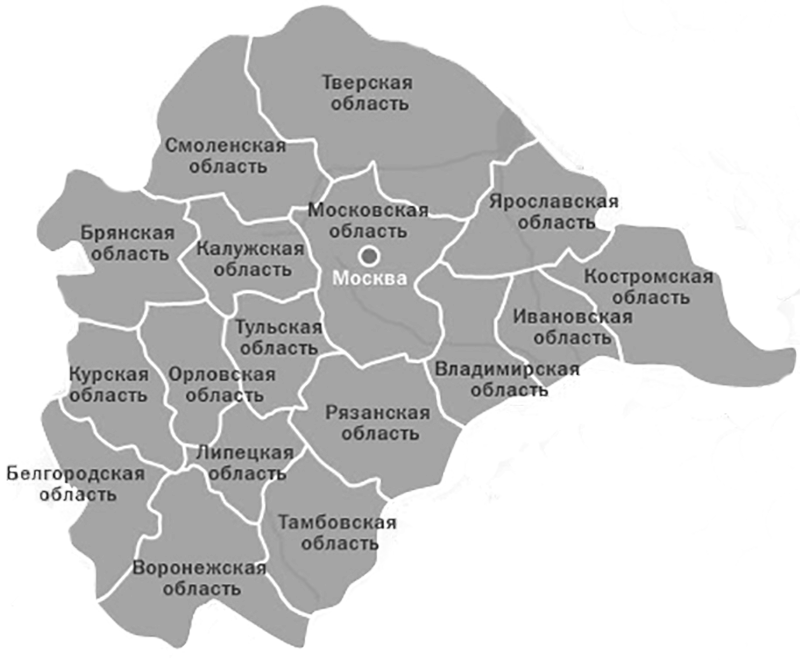 Тверская
область
Смоленская
область
Ярославская
область
Московская
область
Брянская
область
Калужская
область
Москва
Костромская
область
Ивановская
область
Тульская
область
Курская
область
Орловская
область
Владимирская
область
Рязанская
область
Липецкая
область
Белгородская
область
Тамбовская
область
Воронежская
область